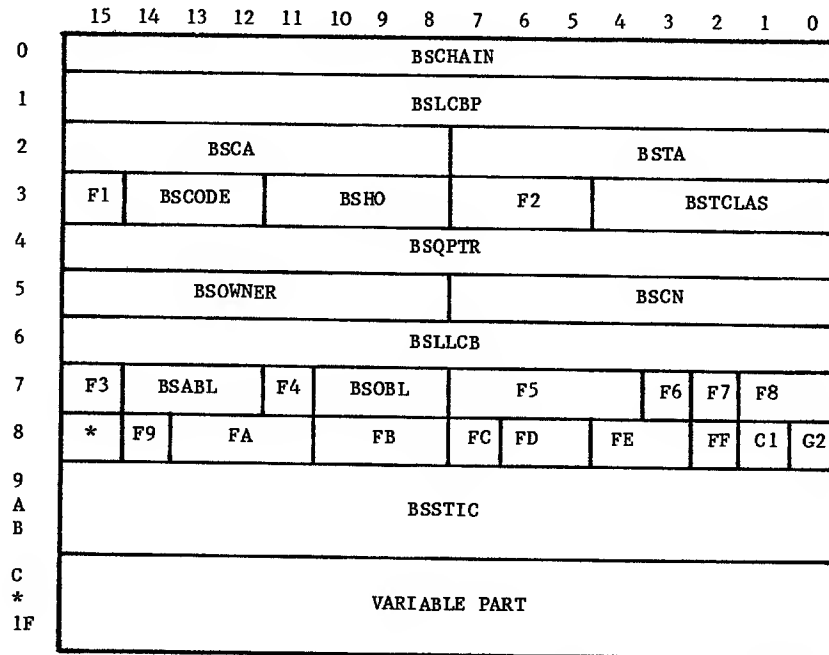 15 14 13 12 11 10 9 8 7 6 5 4 3 2 1 0
0 BSCHAIN
1 BSLCBP
2 BSCA BSTA
3 F1 BSCODE BSHO F2 BSTCLAS
4 BSQPTR
5 BSOWNER BSCN
6 BSLLCB
7 F3 BSABL F4 BSOBL F5 F6 F7 F8
8 * F9 FA FB FC FD FE FF C1 G2
9
A BSSTIC
B
C
* VARIABLE PART
1F